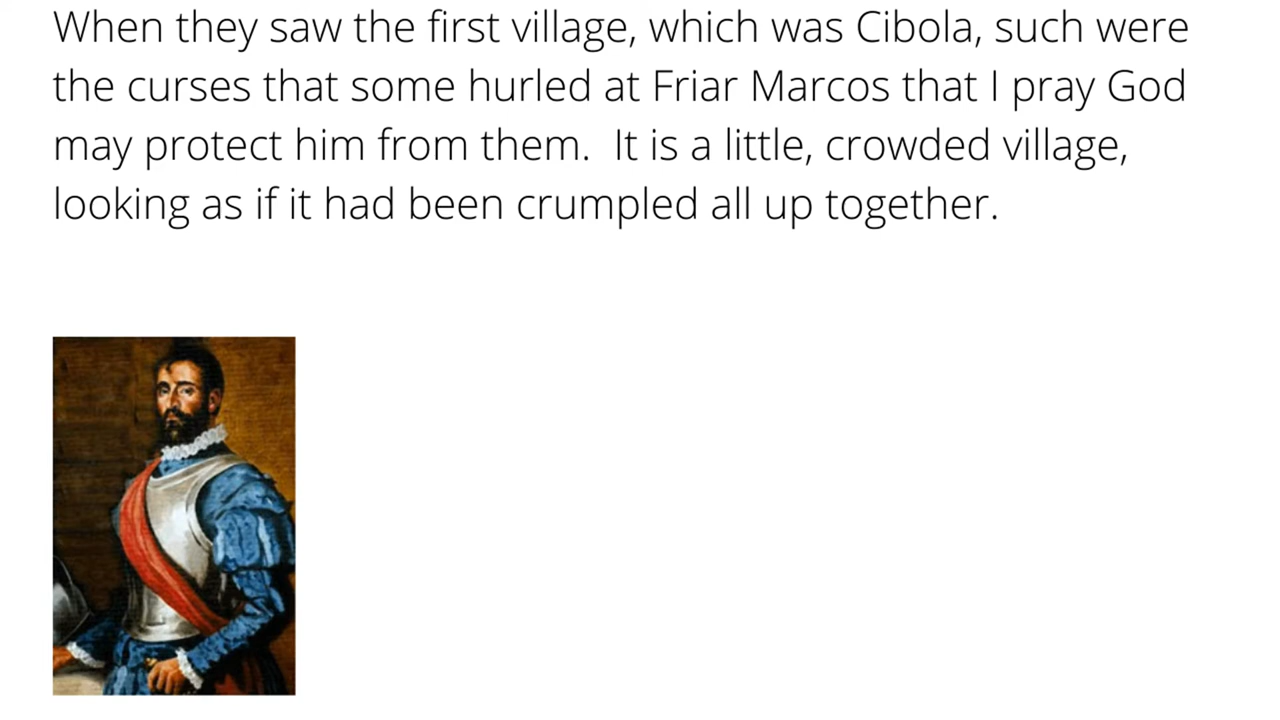 When they saw the first village, which was Cibola, such were
the curses that some hurled at Friar Marcos that I pray God
may protect him from them.  It is a little, crowded village,
looking as if it had been crumpled all up together.